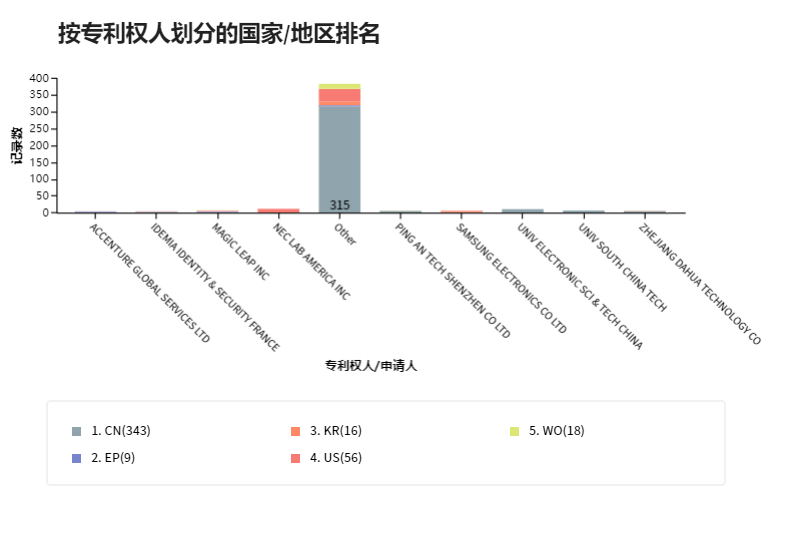 按专利权人划分的国家/地区排名
400
350
300
250
200
150
100
50
0
记录数
315
ACCENTURE GLOBAL SERVICES LTD
IDEMIA IDENTITY & SECURITY FRANCE
MAGIC LEAP INC
NEC LAB AMERICA INC
Other
PING AN TECH SHENZHEN CO LTD
SAMSUNG ELECTRONICS CO LTD
UNIV ELECTRONIC SCI & TECH CHINA
UNIV SOUTH CHINA TECH
ZHEJIANG DAHUA TECHNOLOGY CO
专利权人/申请人
1. CN(343)
2. EP(9)
3. KR(16)
4. US(56)
5. WO(18)